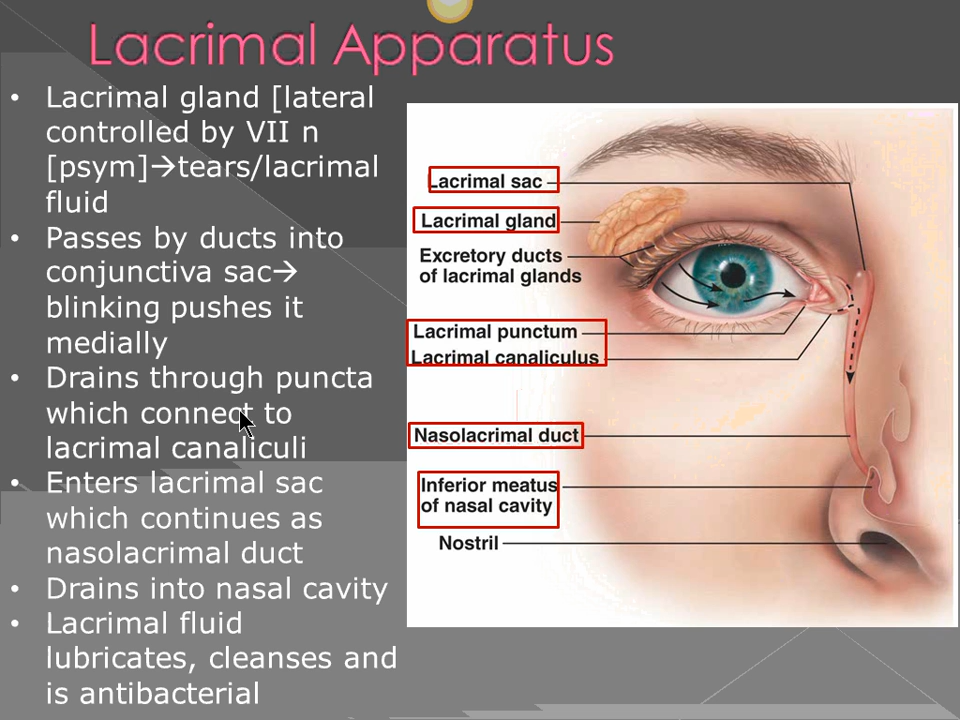 Lacrimal Apparatus
• Lacrimal gland [lateral
controlled by VII n
[psym]→tears/lacrimal
fluid
• Passes by ducts into
conjunctiva sac→
blinking pushes it
medially
• Drains through puncta
which connect to
lacrimal canaliculi
• Enters lacrimal sac
which continues as
nasolacrimal duct
• Drains into nasal cavity
• Lacrimal fluid
lubricates, cleanses and
is antibacterial
Lacrimal sac
Lacrimal gland
Excretory ducts
of lacrimal glands
Lacrimal punctum
Lacrimal canaliculus
Nasolacrimal duct
Inferior meatus
of nasal cavity
Nostril